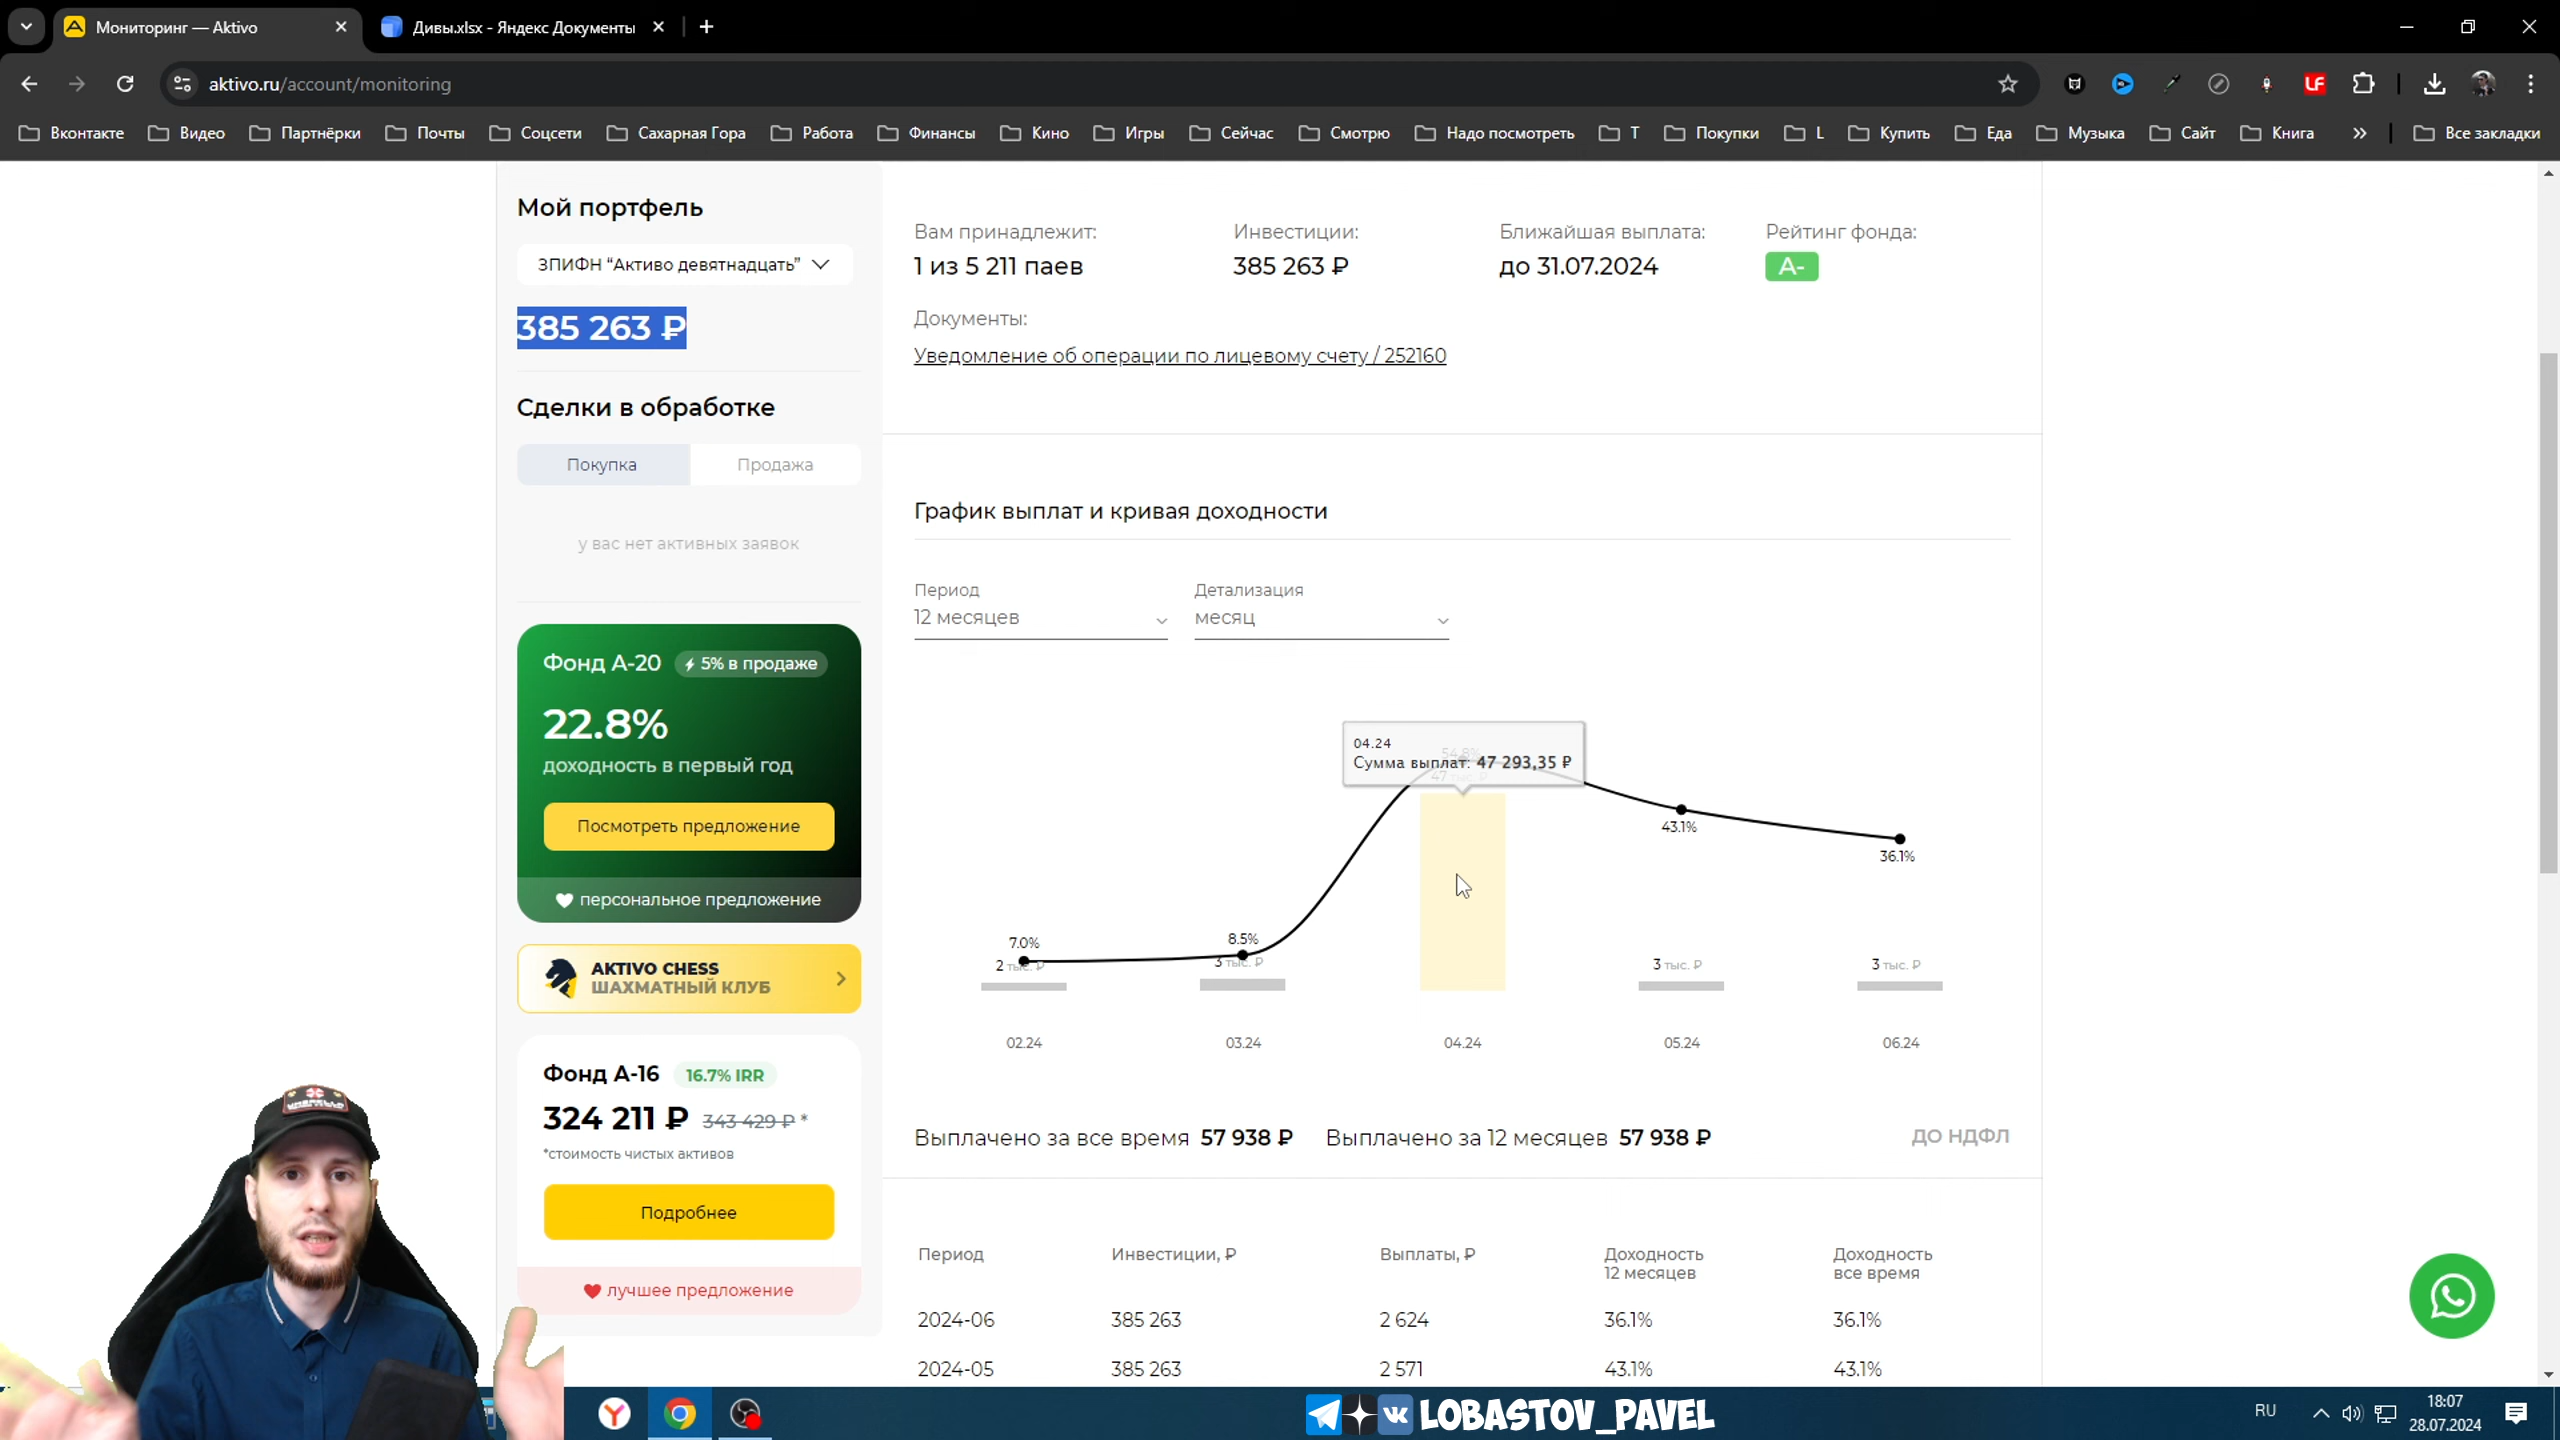 Мониторинг — Aktivo
Дивы.xlsx - Яндекс Документы
aktivo.ru/account/monitoring
Вконтакте
Видео
Партнёрки
Почты
Соцсети
Сахарная Гора
Работа
Финансы
Кино
Игры
Сейчас
Смотрю
Надо посмотреть
Т
Покупки
L
Купить
Еда
Музыка
Сайт
Книга
Все закладки
Мой портфель
ЗПИФН “Активо девятнадцать”
385 263 ₽
Сделки в обработке
Покупка
Продажа
у вас нет активных заявок
Фонд А-20
5% в продаже
22.8%
доходность в первый год
Посмотреть предложение
персональное предложение
AKTIVO CHESS
ШАХМАТНЫЙ КЛУБ
Фонд А-16
16.7% IRR
324 211 ₽ 343 429 ₽ *
*стоимость чистых активов
Подробнее
лучшее предложение
Вам принадлежит:
1 из 5 211 паев
Инвестиции:
385 263 ₽
Ближайшая выплата:
до 31.07.2024
Рейтинг фонда:
A-
Документы:
Уведомление об операции по лицевому счету / 252160
График выплат и кривая доходности
Период
12 месяцев
Детализация
месяц
04.24
Сумма выплат: 47 293,35 ₽
54.8%
47 тыс. ₽
7.0%
2 тыс. ₽
8.5%
3 тыс. ₽
43.1%
3 тыс. ₽
36.1%
3 тыс. ₽
02.24
03.24
04.24
05.24
06.24
Выплачено за все время 57 938 ₽
Выплачено за 12 месяцев 57 938 ₽
ДО НДФЛ
Период
Инвестиции, ₽
Выплаты, ₽
Доходность
12 месяцев
Доходность
все время
2024-06
385 263
2 624
36.1%
36.1%
2024-05
385 263
2 571
43.1%
43.1%
LOBASTOV_PAVEL
RU
18:07
28.07.2024